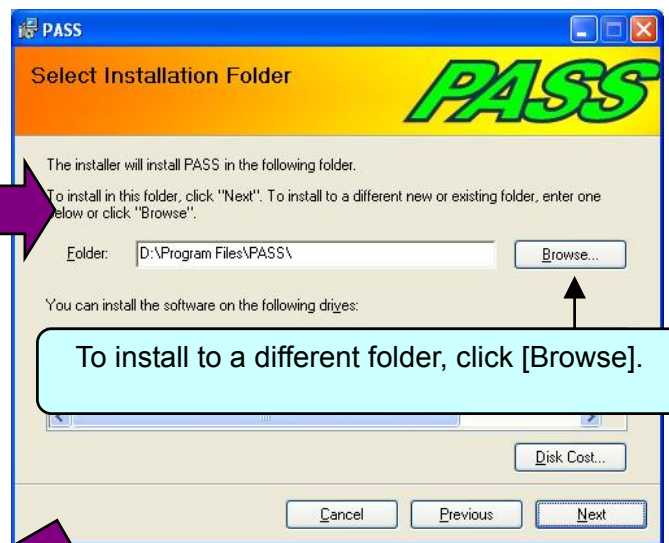 PASS
Select Installation Folder
PASS
The installer will install PASS in the following folder.
To install in this folder, click "Next". To install to a different new or existing folder, enter one
below or click "Browse".
Folder: D:\Program Files\PASS\ Browse...
You can install the software on the following drives:
To install to a different folder, click [Browse].
Disk Cost...
Cancel Previous Next